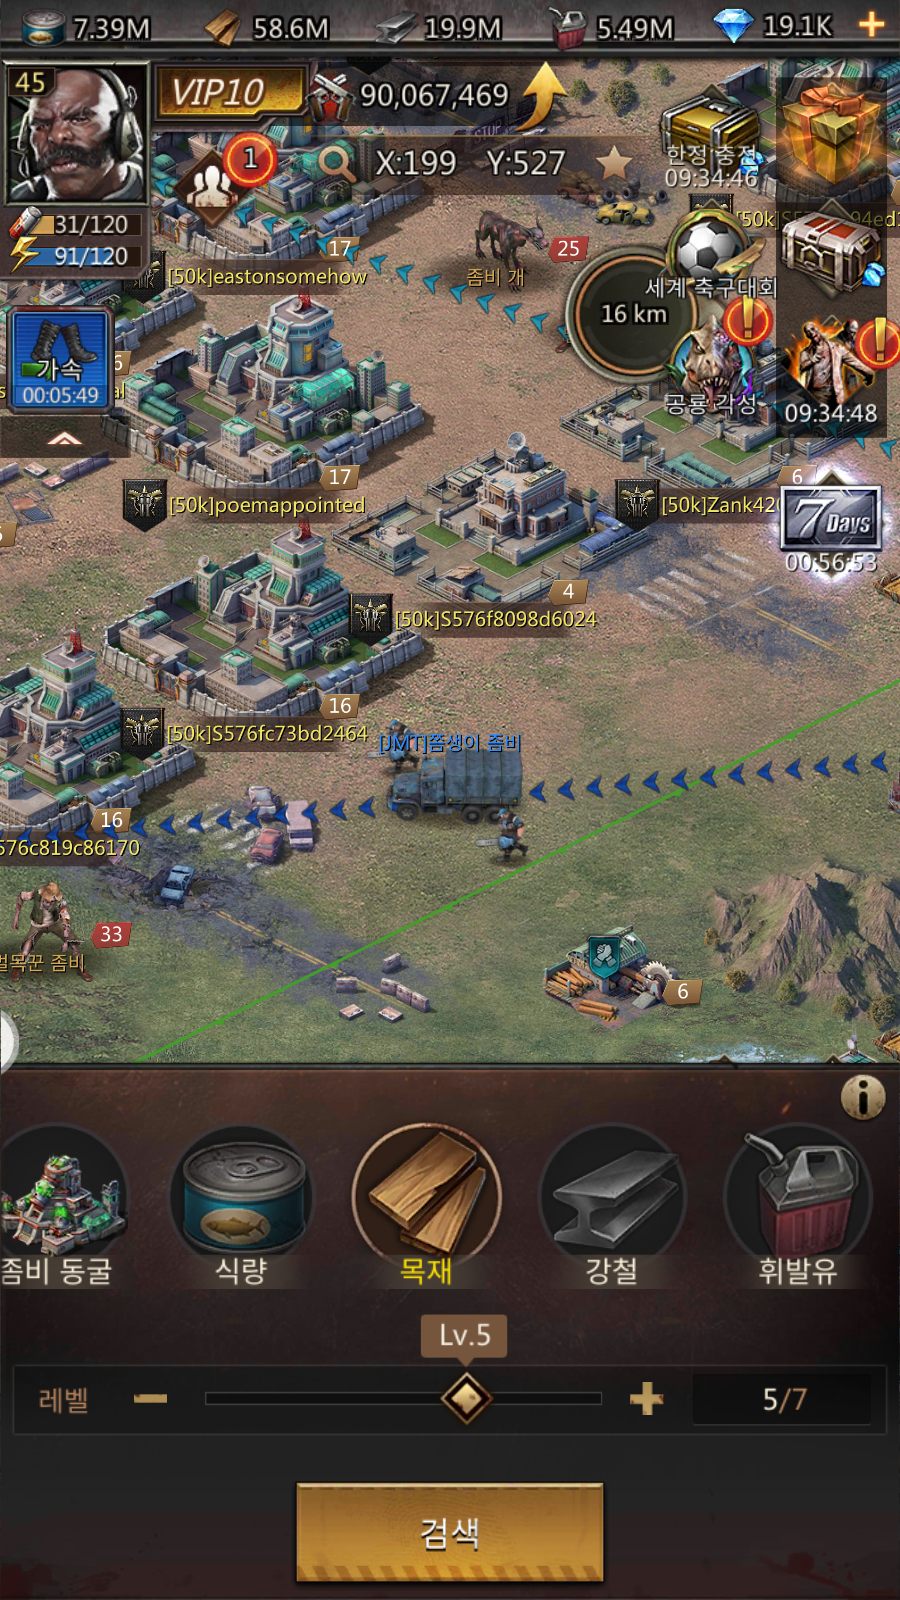 7.39M 58.6M 19.9M 5.49M 19.1K
45
VIP10 90,067,469
1
X:199 Y:527
한정 충전
09:34:46
31/120
91/120
17
[50k]eastonsomehow
25
좀비 개
16 km
세계 축구대회
가속
00:05:49
공룡 각성
09:34:48
17
[50k]poemappointed
6
[50k]Zank420
7 Days
00:56:53
4
[50k]S576f8098d6024
16
[50k]S576fc73bd2464
[JMT]쫌생이 좀비
16
576c819c86170
33
벌목꾼 좀비
6
좀비 동굴 식량 목재 강철 휘발유
Lv.5
레벨 5/7
검색